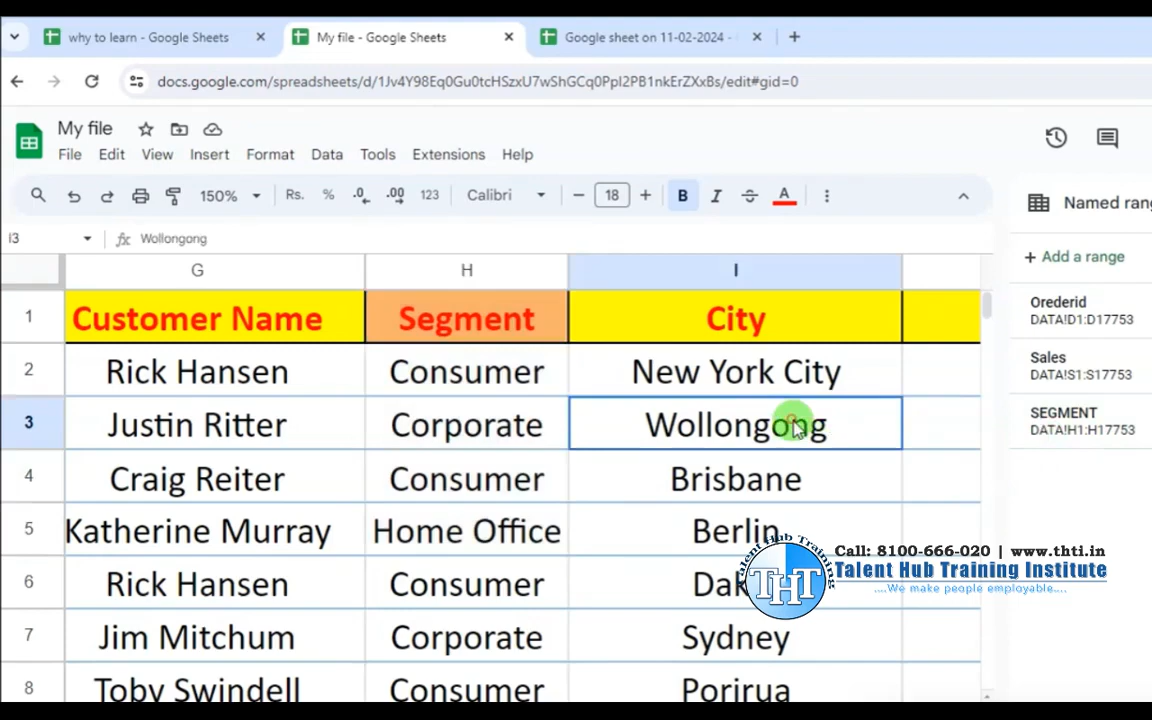 why to learn - Google Sheets
My file - Google Sheets
Google sheet on 11-02-2024 -
docs.google.com/spreadsheets/d/1Jv4Y98Eq0Gu0tcHSzxU7wShGCq0PpI2PB1nkErZXxBs/edit#gid=0
My file
File Edit View Insert Format Data Tools Extensions Help
150% Rs. % .0 .00 123 Calibri 18 B I S A
I3 fx Wollongong
Named
+ Add a range
G H I
1 Customer Name Segment City
2 Rick Hansen Consumer New York City
3 Justin Ritter Corporate Wollongong
4 Craig Reiter Consumer Brisbane
5 Katherine Murray Home Office Berlin
6 Rick Hansen Consumer
7 Jim Mitchum Corporate Sydney
8 Toby Swindell Consumer Porirua
Orederid
DATA!D1:D17753
Sales
DATA!S1:S17753
SEGMENT
DATA!H1:H17753
Talent Hub Training
THT
Call: 8100-666-020 | www.thti.in
Talent Hub Training Institute
....We make people employable....